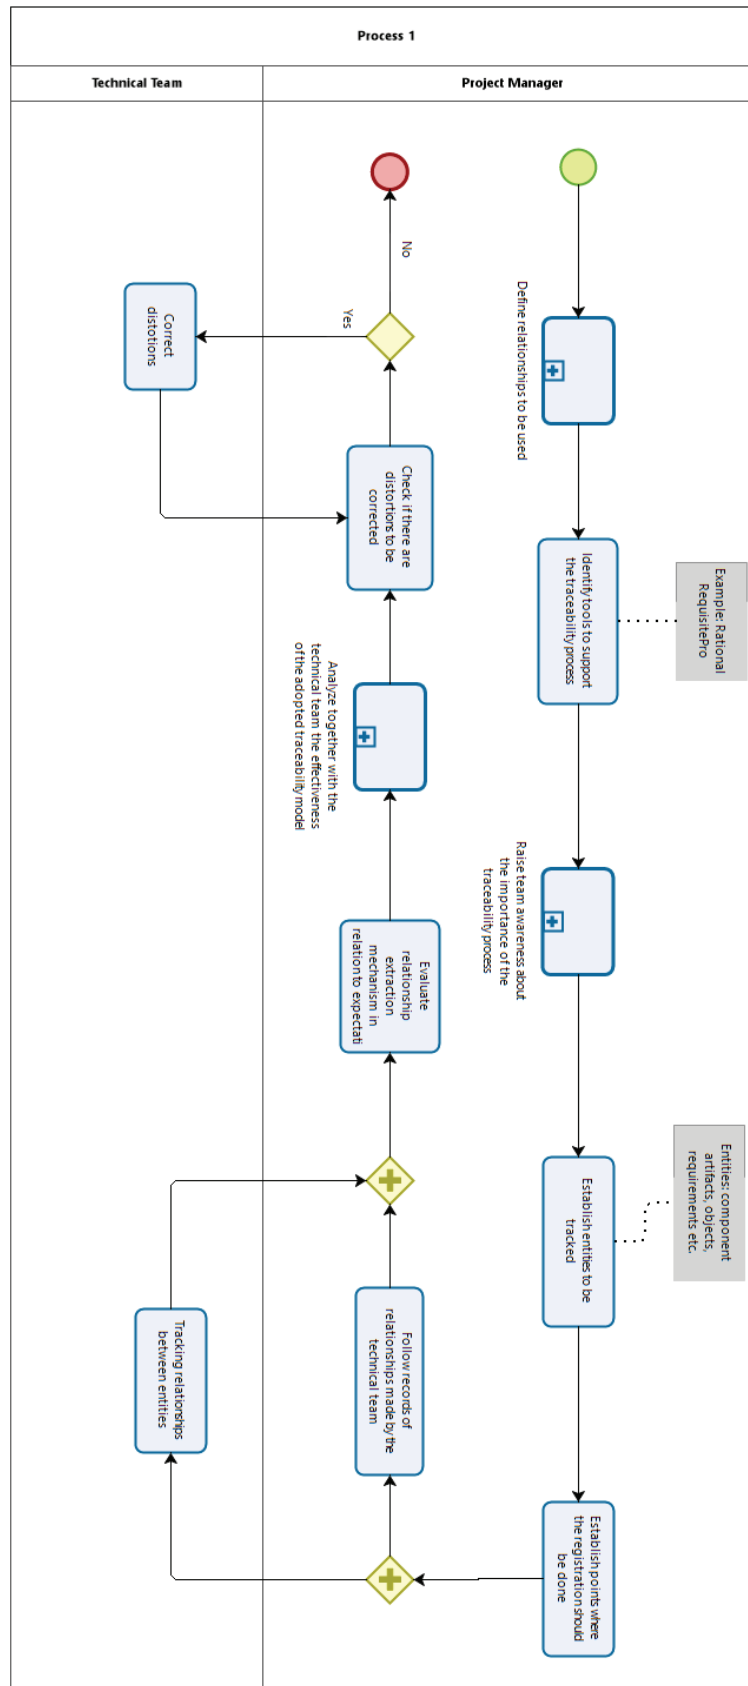 Process 1
Technical Team
Project Manager
No
Yes
Correct
distotions
Check if there are
distortions to be
corrected
Analyze together with the
technical team the effectiveness
of the adopted traceability model
Evaluate
relationship
extraction
mechanism in
relation to expectati
Follow records of
relationships made by the
technical team
Tracking relationships
between entities
Define relationships to be used
Identify tools to support
the traceability process
Example: Rational
RequisitePro
Raise team awareness about
the importance of the
traceability process
Establish entities to be
tracked
Entities: component
artifacts, objects,
requirements etc.
Establish points where
the registration should
be done